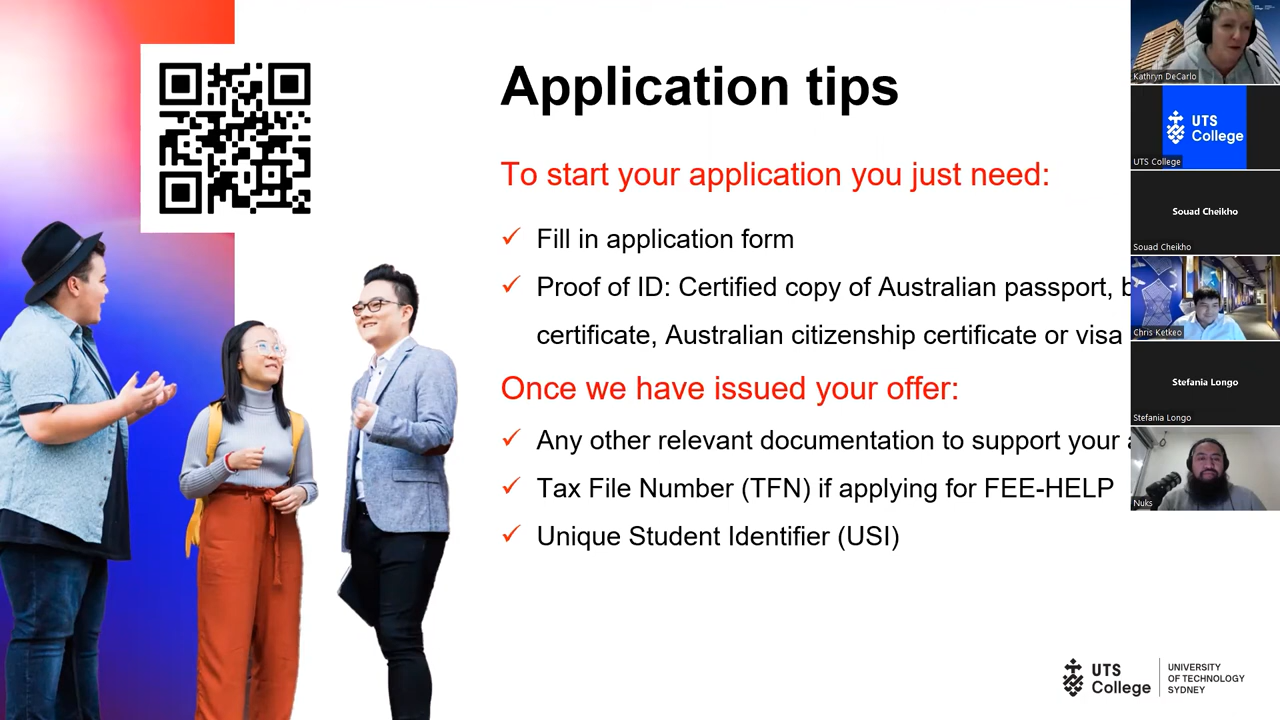 Application tips
To start your application you just need:
Fill in application form
Proof of ID: Certified copy of Australian passport,
certificate, Australian citizenship certificate or visa
Once we have issued your offer:
Any other relevant documentation to support your
Tax File Number (TFN) if applying for FEE-HELP
Unique Student Identifier (USI)
UTS
College
UNIVERSITY
OF TECHNOLOGY
SYDNEY
Kathryn DeCarlo
UTS
College
UTS College
Souad Cheikho
Souad Cheikho
Chris Ketkeo
Stefania Longo
Stefania Longo
Nuks